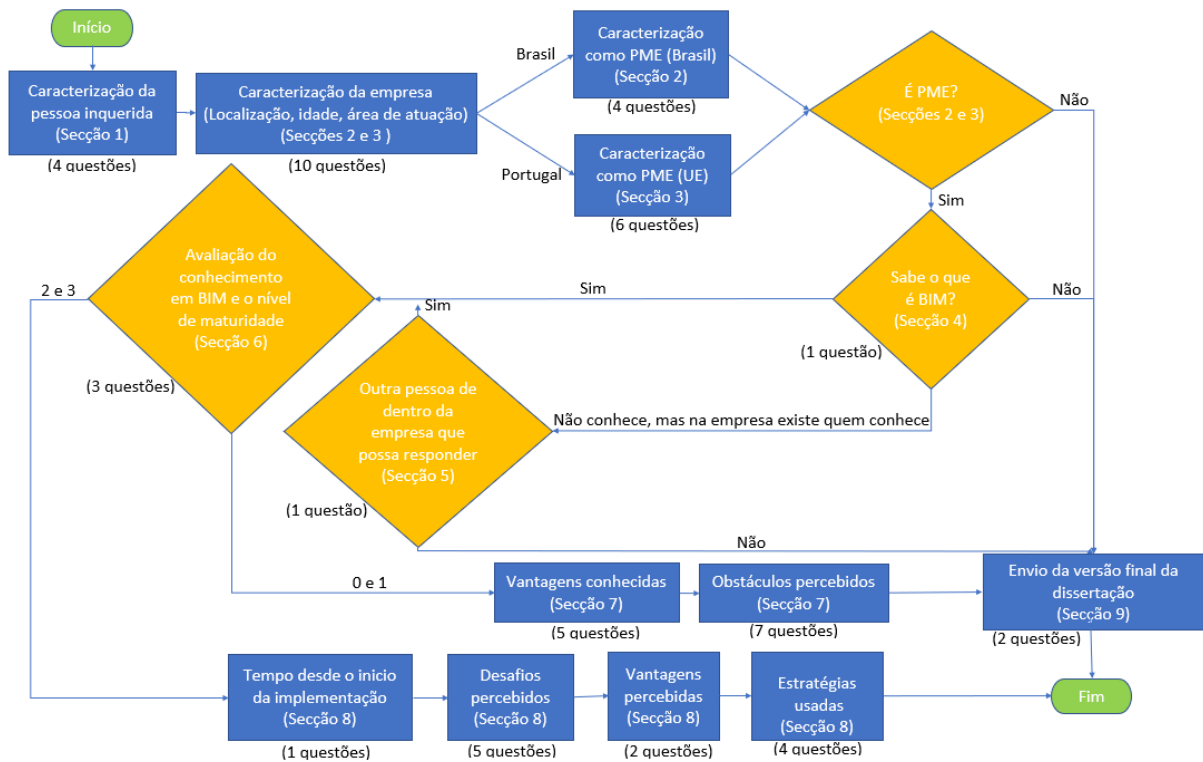 Início
Caracterização da
pessoa inquerida
(Secção 1)
(4 questões)
Caracterização da empresa
(Localização, idade, área de atuação)
(Secções 2 e 3 )
(10 questões)
Brasil
Portugal
Caracterização
como PME (Brasil)
(Secção 2)
(4 questões)
Caracterização
como PME (UE)
(Secção 3)
(6 questões)
É PME?
(Secções 2 e 3)
Não
Sim
Sabe o que
é BIM?
(Secção 4)
(1 questão)
Não
Sim
Não conhece, mas na empresa existe quem conhece
Outra pessoa de
dentro da
empresa que
possa responder
(Secção 5)
(1 questão)
Sim
Não
Avaliação do
conhecimento
em BIM e o nível
de maturidade
(Secção 6)
(3 questões)
2 e 3
0 e 1
Vantagens conhecidas
(Secção 7)
(5 questões)
Obstáculos percebidos
(Secção 7)
(7 questões)
Envio da versão final da
dissertação
(Secção 9)
(2 questões)
Tempo desde o inicio
da implementação
(Secção 8)
(1 questões)
Desafios
percebidos
(Secção 8)
(5 questões)
Vantagens
percebidas
(Secção 8)
(2 questões)
Estratégias
usadas
(Secção 8)
(4 questões)
Fim